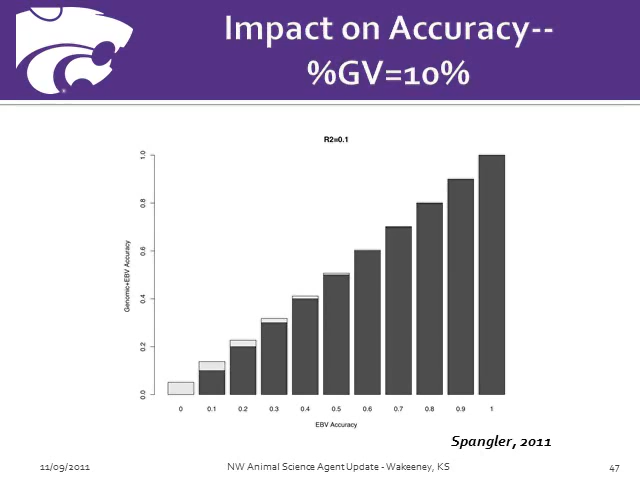 Impact on Accuracy--
%GV=10%
R2=0.1
Genomic+EBV Accuracy
1.0
0.8
0.6
0.4
0.2
0.0
0 0.1 0.2 0.3 0.4 0.5 0.6 0.7 0.8 0.9 1
EBV Accuracy
Spangler, 2011
11/09/2011 NW Animal Science Agent Update - Wakeeney, KS 47